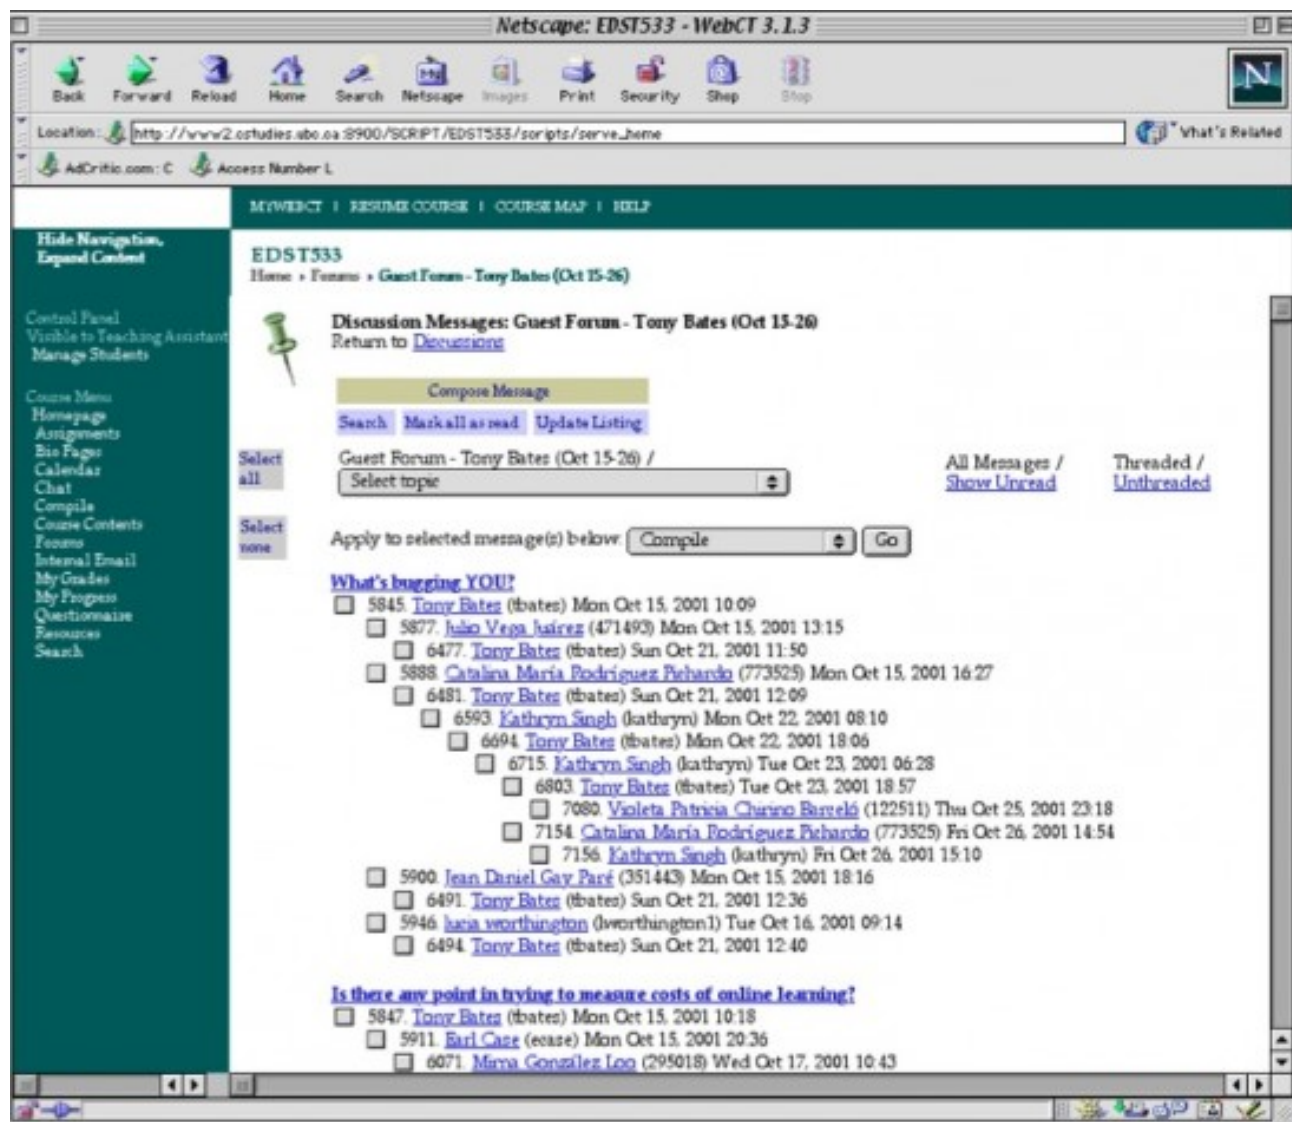 Netscape: EDST533 - WebCT 3.1.3
Back Forward Reload Home Search Netscape Images Print Security Shop Stop
N
Location: http://www2.cstudies.ubc.ca:8900/SCRIPT/EDST533/scripts/serve_home What's Related
AdCritic.com: C Access Number L
MYWEBCT | RESUME COURSE | COURSE MAP | HELP
Hide Navigation,
Expand Content
EDST533
Home › Forums › Guest Forum - Tony Bates (Oct 15-26)
Control Panel
Visible to Teaching Assistant
Manage Students
Course Menu
Homepage
Assignments
Bio Pages
Calendar
Chat
Compile
Course Contents
Forums
Internal Email
My Grades
My Progress
Questionnaire
Resources
Search
Discussion Messages: Guest Forum - Tony Bates (Oct 15-26)
Return to Discussions
Compose Message
Search Mark all as read Update Listing
Select all
Guest Forum - Tony Bates (Oct 15-26) /
Select topic
All Messages /
Show Unread
Threaded /
Unthreaded
Select none
Apply to selected message(s) below: Compile Go
What's bugging YOU?
5845. Tony Bates (tbates) Mon Oct 15, 2001 10:09
5877. Julio Vega Juárez (471493) Mon Oct 15, 2001 13:15
6477. Tony Bates (tbates) Sun Oct 21, 2001 11:50
5888. Catalina María Rodríguez Pichardo (773525) Mon Oct 15, 2001 16:27
6481. Tony Bates (tbates) Sun Oct 21, 2001 12:09
6593. Kathryn Singh (kathryn) Mon Oct 22, 2001 08:10
6694. Tony Bates (tbates) Mon Oct 22, 2001 18:06
6715. Kathryn Singh (kathryn) Tue Oct 23, 2001 06:28
6803. Tony Bates (tbates) Tue Oct 23, 2001 18:57
7080. Violeta Patricia Chirino Barceló (122511) Thu Oct 25, 2001 23:18
7154. Catalina María Rodríguez Pichardo (773525) Fri Oct 26, 2001 14:54
7156. Kathryn Singh (kathryn) Fri Oct 26, 2001 15:10
5900. Jean Daniel Gay Paré (351443) Mon Oct 15, 2001 18:16
6491. Tony Bates (tbates) Sun Oct 21, 2001 12:36
5946. lucia worthington (lworthington1) Tue Oct 16, 2001 09:14
6494. Tony Bates (tbates) Sun Oct 21, 2001 12:40
Is there any point in trying to measure costs of online learning?
5847. Tony Bates (tbates) Mon Oct 15, 2001 10:18
5911. Earl Case (ecase) Mon Oct 15, 2001 20:36
6071. Mirna González Loo (295018) Wed Oct 17, 2001 10:43